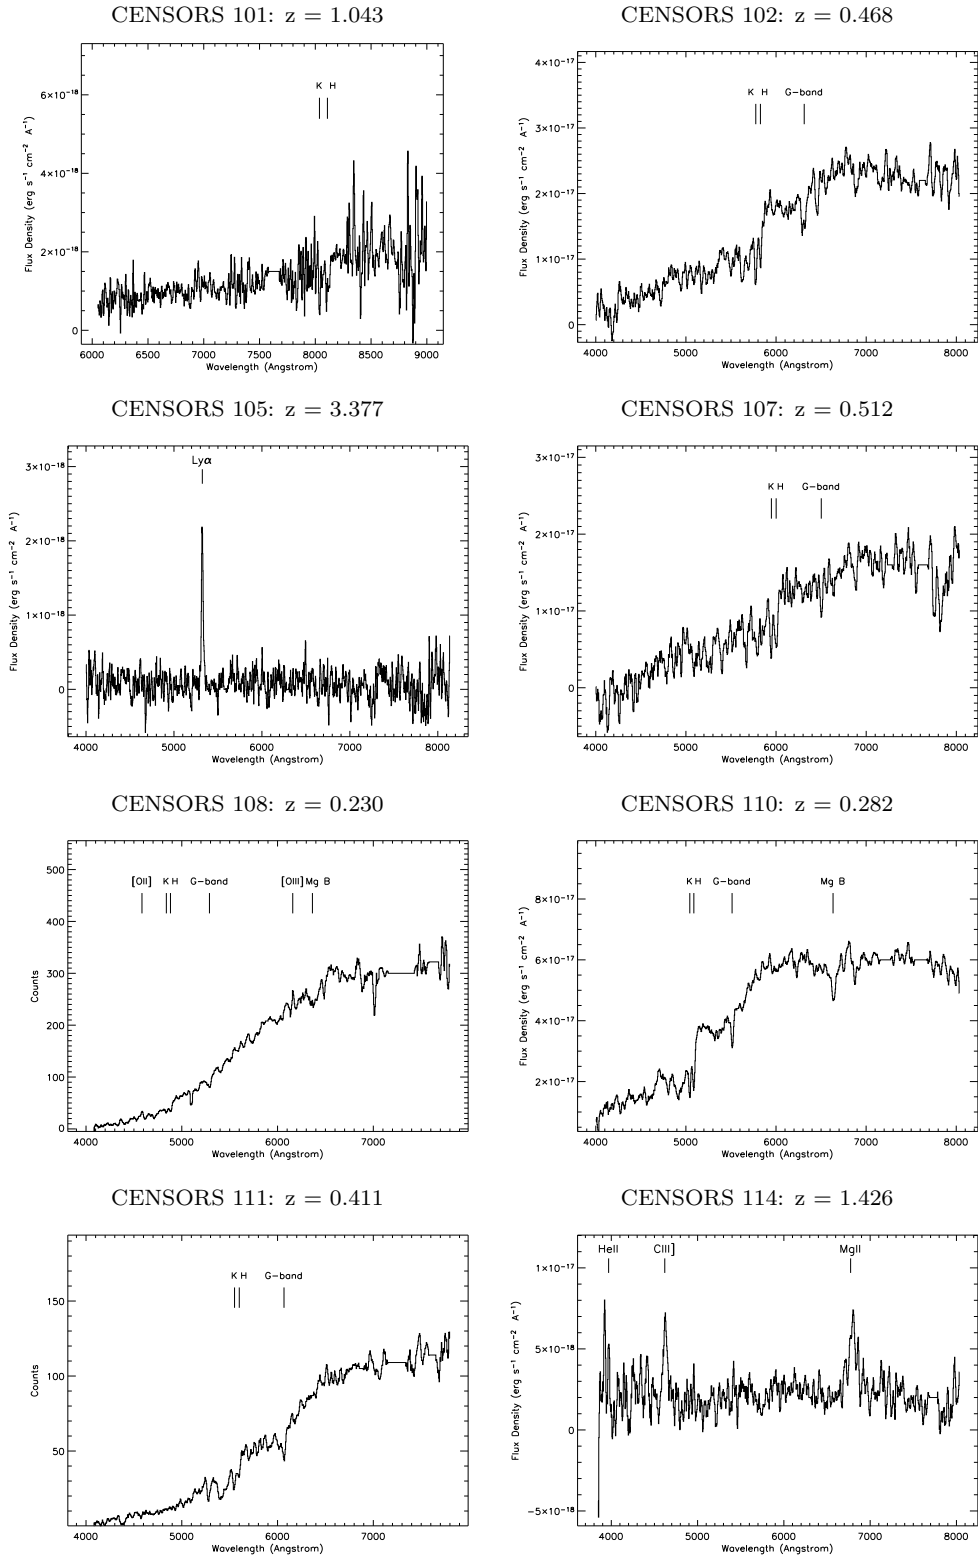 CENSORS 101: z = 1.043
K H
6×10⁻¹⁸
4×10⁻¹⁸
2×10⁻¹⁸
0
Flux Density (erg s⁻¹ cm⁻² A⁻¹)
6000 6500 7000 7500 8000 8500 9000
Wavelength (Angstrom)
CENSORS 102: z = 0.468
K H G−band
4×10⁻¹⁷
3×10⁻¹⁷
2×10⁻¹⁷
1×10⁻¹⁷
0
Flux Density (erg s⁻¹ cm⁻² A⁻¹)
4000 5000 6000 7000 8000
Wavelength (Angstrom)
CENSORS 105: z = 3.377
Lyα
3×10⁻¹⁸
2×10⁻¹⁸
1×10⁻¹⁸
0
Flux Density (erg s⁻¹ cm⁻² A⁻¹)
4000 5000 6000 7000 8000
Wavelength (Angstrom)
CENSORS 107: z = 0.512
K H G−band
3×10⁻¹⁷
2×10⁻¹⁷
1×10⁻¹⁷
0
Flux Density (erg s⁻¹ cm⁻² A⁻¹)
4000 5000 6000 7000 8000
Wavelength (Angstrom)
CENSORS 108: z = 0.230
[OII] K H G−band [OIII] Mg B
500
400
300
200
100
0
Counts
4000 5000 6000 7000
Wavelength (Angstrom)
CENSORS 110: z = 0.282
K H G−band Mg B
8×10⁻¹⁷
6×10⁻¹⁷
4×10⁻¹⁷
2×10⁻¹⁷
Flux Density (erg s⁻¹ cm⁻² A⁻¹)
4000 5000 6000 7000 8000
Wavelength (Angstrom)
CENSORS 111: z = 0.411
K H G−band
150
100
50
Counts
4000 5000 6000 7000
Wavelength (Angstrom)
CENSORS 114: z = 1.426
HeII CIII] MgII
1×10⁻¹⁷
5×10⁻¹⁸
0
−5×10⁻¹⁸
Flux Density (erg s⁻¹ cm⁻² A⁻¹)
4000 5000 6000 7000 8000
Wavelength (Angstrom)